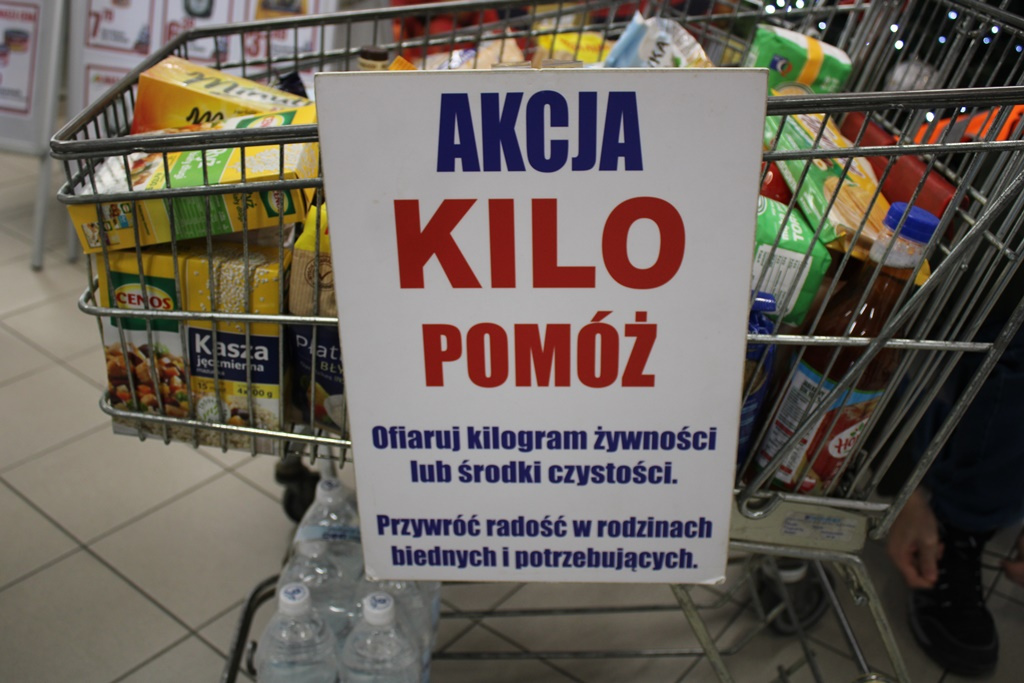 AKCJA
KILO
POMÓŻ
Ofiaruj kilogram żywności
lub środki czystości.
Przywróć radość w rodzinach
biednych i potrzebujących.
CENOS
Kasza
jęczmienna